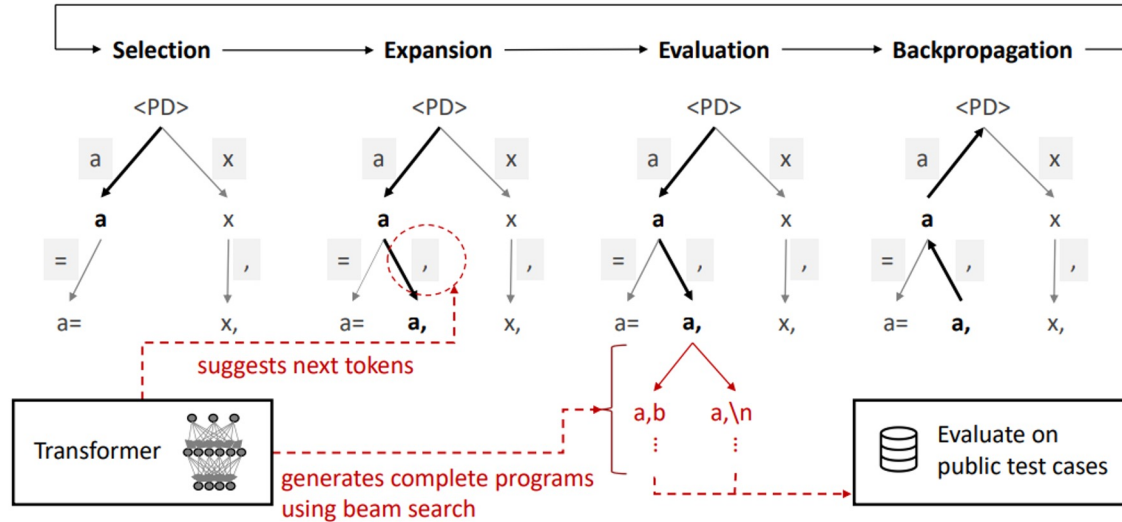 Selection Expansion Evaluation Backpropagation
<PD> <PD> <PD> <PD>
a x a x a x a x
a x a x a x a x
= , = , , = , , = , ,
a= x, a= a, x, a= a, x, a= a, x,
suggests next tokens
Transformer
generates complete programs
using beam search
a,b a,\n
⋮ ⋮
Evaluate on
public test cases